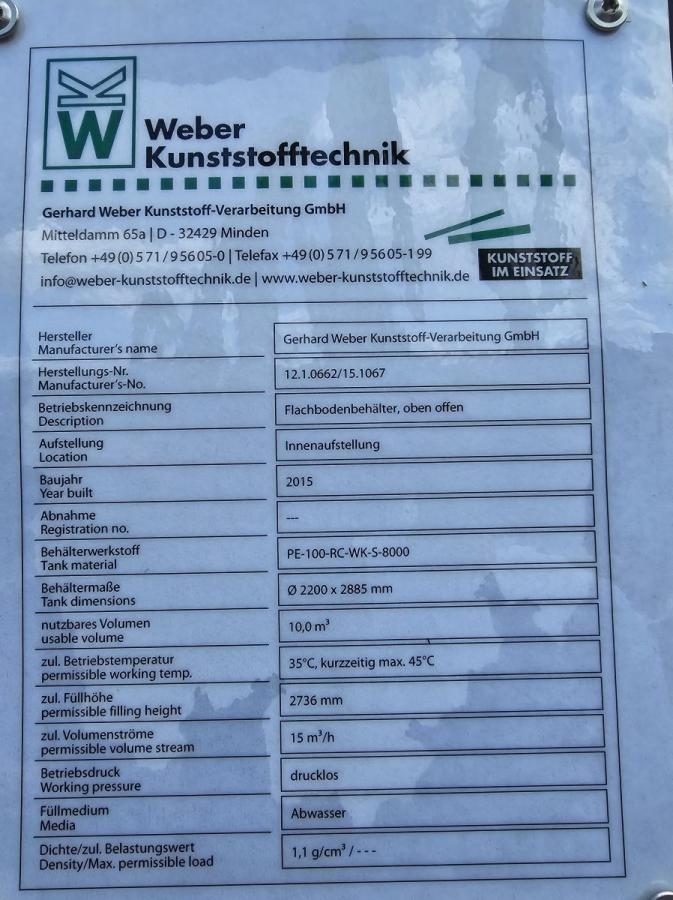 W
Weber
Kunststofftechnik
Gerhard Weber Kunststoff-Verarbeitung GmbH
Mitteldamm 65a | D - 32429 Minden
Telefon +49(0)571/95605-0 | Telefax +49(0)571/95605-199
info@weber-kunststofftechnik.de | www.weber-kunststofftechnik.de
KUNSTSTOFF
IM EINSATZ
Hersteller
Manufacturer's name
Gerhard Weber Kunststoff-Verarbeitung GmbH
Herstellungs-Nr.
Manufacturer's-No.
12.1.0662/15.1067
Betriebskennzeichnung
Description
Flachbodenbehälter, oben offen
Aufstellung
Location
Innenaufstellung
Baujahr
Year built
2015
Abnahme
Registration no.
---
Behälterwerkstoff
Tank material
PE-100-RC-WK-S-8000
Behältermaße
Tank dimensions
Ø 2200 x 2885 mm
nutzbares Volumen
usable volume
10,0 m³
zul. Betriebstemperatur
permissible working temp.
35°C, kurzzeitig max. 45°C
zul. Füllhöhe
permissible filling height
2736 mm
zul. Volumenströme
permissible volume stream
15 m³/h
Betriebsdruck
Working pressure
drucklos
Füllmedium
Media
Abwasser
Dichte/zul. Belastungswert
Density/Max. permissible load
1,1 g/cm³ / - - -